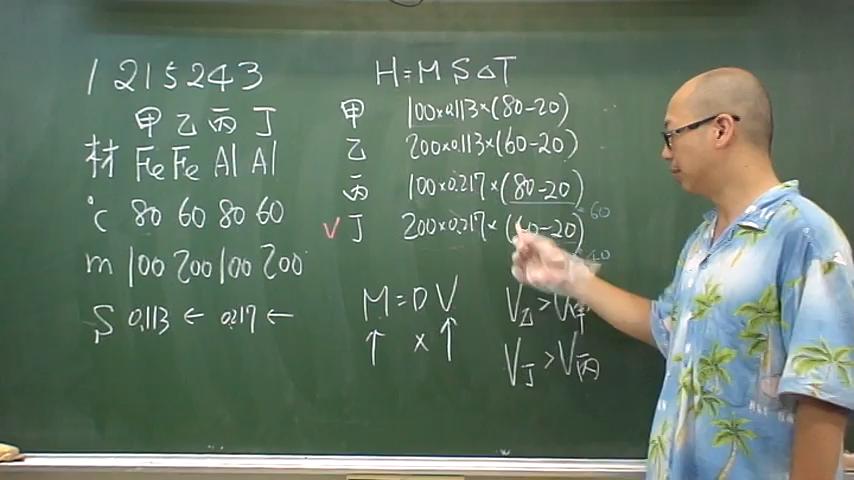 1215243
甲 乙 丙 丁
材 Fe Fe Al Al
℃ 80 60 80 60
m 100 200 100 200
S 0.113 ← 0.217 ←
H=MS△T
甲 100×0.113×(80-20)
乙 200×0.113×(60-20)
丙 100×0.217×(80-20)
=60
V 丁 200×0.217×(60-20)
M=DV
↑ × ↑
V乙>V甲
V丁>V丙